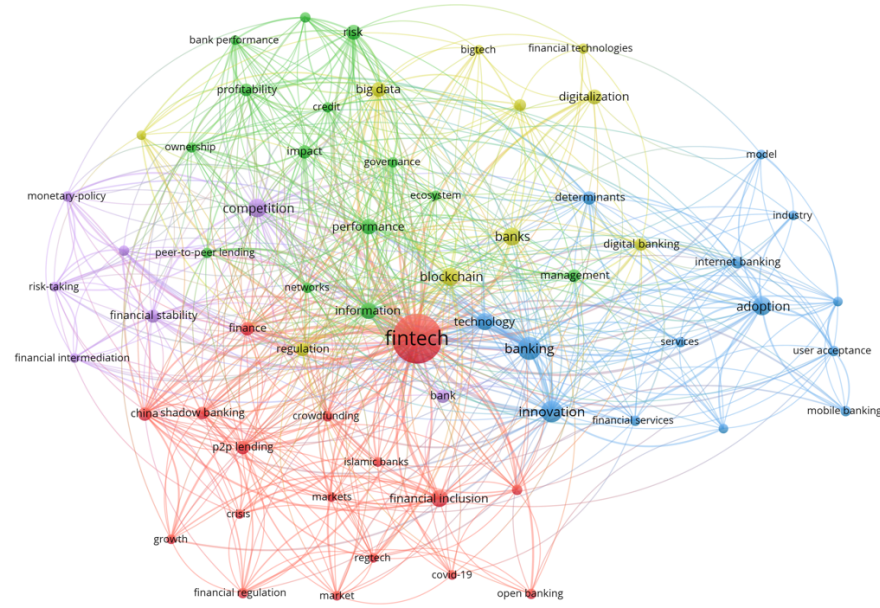 risk
bank performance
bigtech
financial technologies
profitability
big data
digitalization
credit
ownership
impact
governance
model
monetary-policy
competition
ecosystem
determinants
industry
performance
banks
digital banking
peer-to-peer lending
internet banking
blockchain
management
risk-taking
networks
adoption
financial stability
information
technology
finance
fintech
services
regulation
banking
user acceptance
financial intermediation
bank
china
shadow banking
crowdfunding
innovation
financial services
mobile banking
p2p lending
islamic banks
markets
financial inclusion
crisis
growth
regtech
covid-19
financial regulation
market
open banking